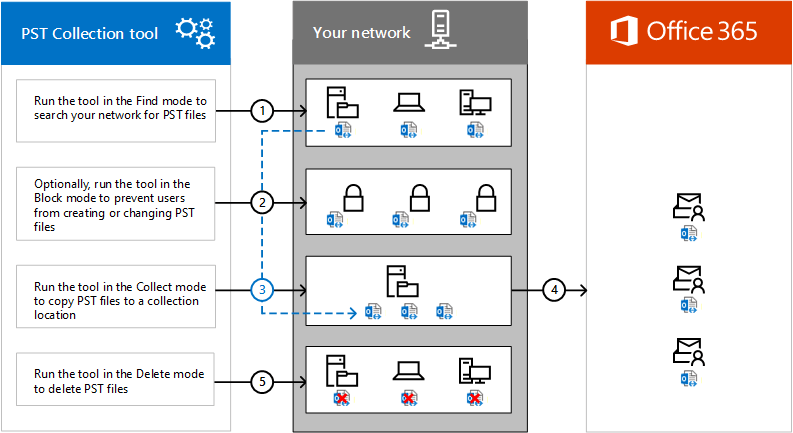 PST Collection tool
Your network
Office 365
Run the tool in the Find mode to
search your network for PST files
1
Optionally, run the tool in the
Block mode to prevent users
from creating or changing PST
files
2
Run the tool in the Collect mode
to copy PST files to a collection
location
3
4
Run the tool in the Delete mode
to delete PST files
5